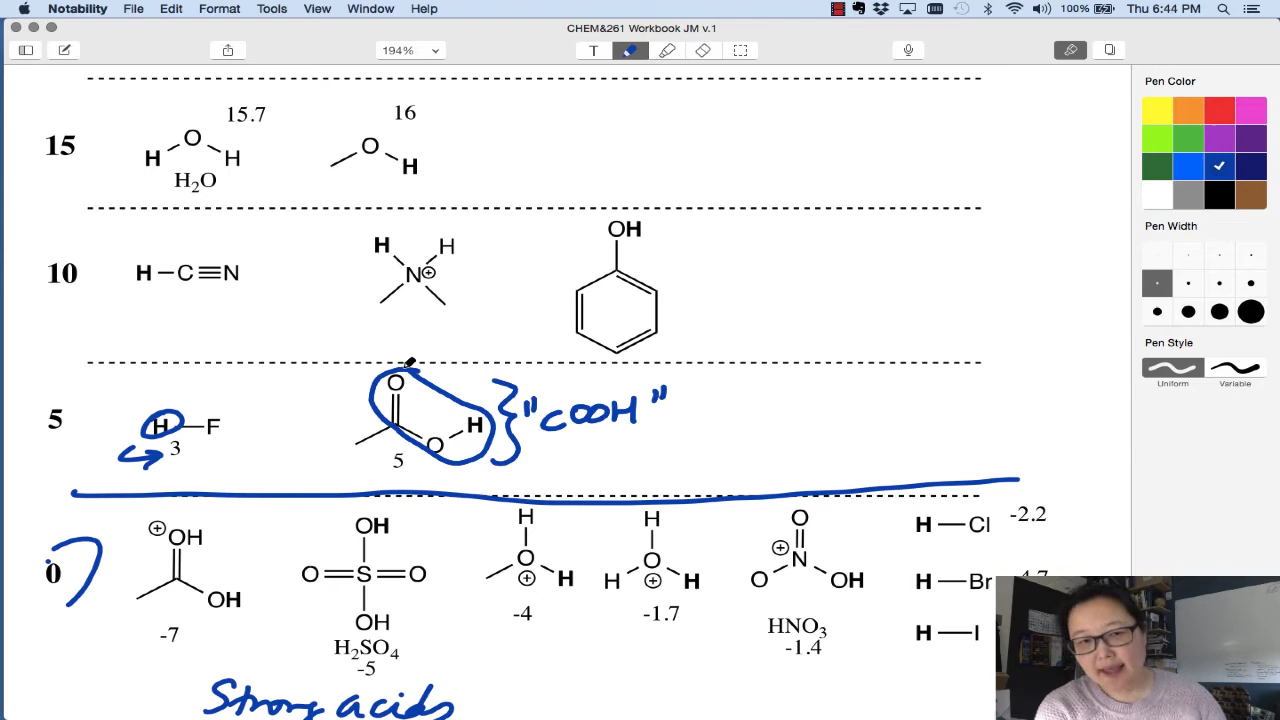 Notability File Edit Format Tools View Window Help 100% Thu 6:44 PM
CHEM&261 Workbook JM v.1
194% T
Pen Color
Pen Width
Pen Style
Uniform Variable
15
15.7
O
H H
H2O
16
O
H
10
H C N
H H
N⊕
OH
5
H F
3
O
O H
5
"COOH"
0
⊕
OH
OH
-7
OH
O S O
OH
H2SO4
-5
H
O
⊕ H
-4
H
O
H ⊕ H
-1.7
O
⊕
N
O OH
HNO3
-1.4
H Cl -2.2
H Br
H I
Strong acids